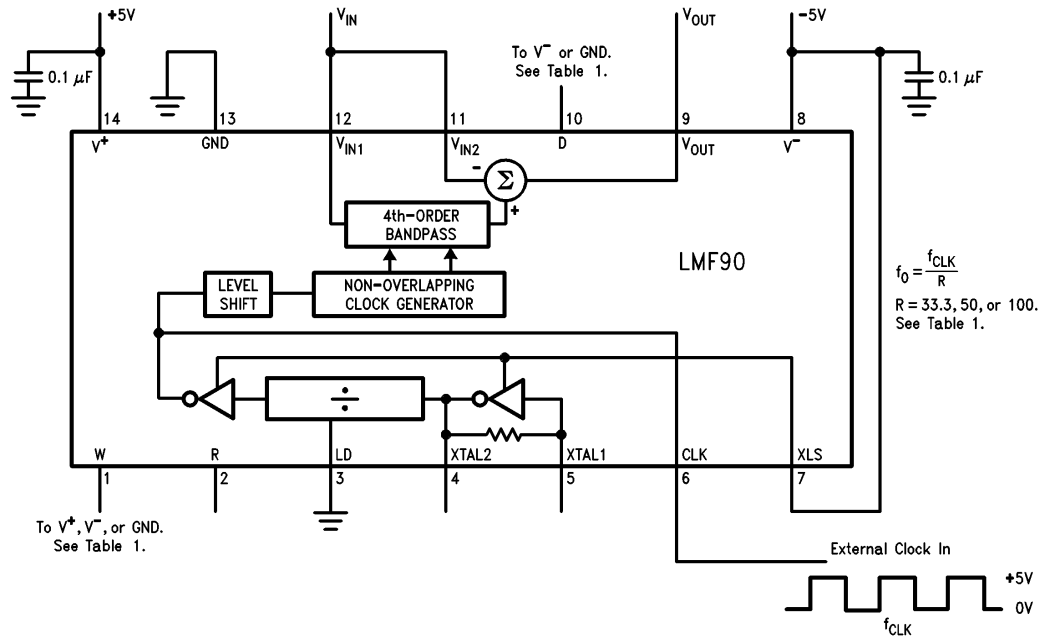 +5V
V_IN
V_OUT
-5V
To V⁻ or GND.
See Table 1.
0.1 μF
0.1 μF
14
13
12
11
10
9
8
V⁺
GND
V_IN1
V_IN2
D
V_OUT
V⁻
-
Σ
+
4th-ORDER
BANDPASS
LMF90
LEVEL
SHIFT
NON-OVERLAPPING
CLOCK GENERATOR
f_O = f_CLK / R
R = 33.3, 50, or 100.
See Table 1.
÷
W
R
LD
XTAL2
XTAL1
CLK
XLS
1
2
3
4
5
6
7
To V⁺, V⁻, or GND.
See Table 1.
External Clock In
+5V
0V
f_CLK